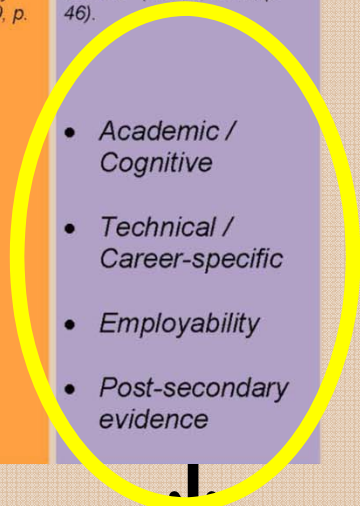 , p.
46).
• Academic /
Cognitive
• Technical /
Career-specific
• Employability
• Post-secondary
evidence